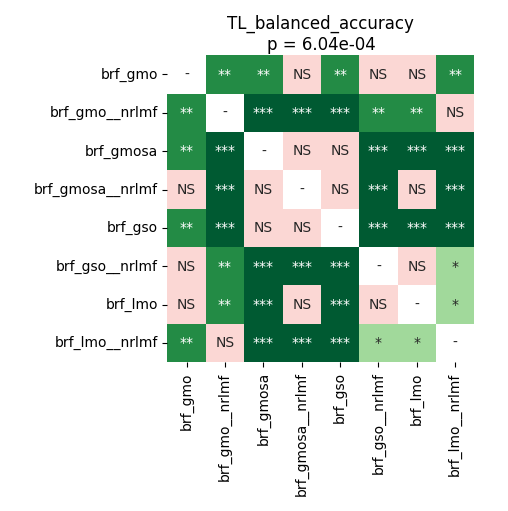 TL_balanced_accuracy
p = 6.04e-04
brf_gmo - ** ** NS ** NS NS **
brf_gmo__nrlmf ** - *** *** *** ** ** NS
brf_gmosa ** *** - NS NS *** *** ***
brf_gmosa__nrlmf NS *** NS - NS *** NS ***
brf_gso ** *** NS NS - *** *** ***
brf_gso__nrlmf NS ** *** *** *** - NS *
brf_lmo NS ** *** NS *** NS - *
brf_lmo__nrlmf ** NS *** *** *** * * -
brf_gmo
brf_gmo__nrlmf
brf_gmosa
brf_gmosa__nrlmf
brf_gso
brf_gso__nrlmf
brf_lmo
brf_lmo__nrlmf